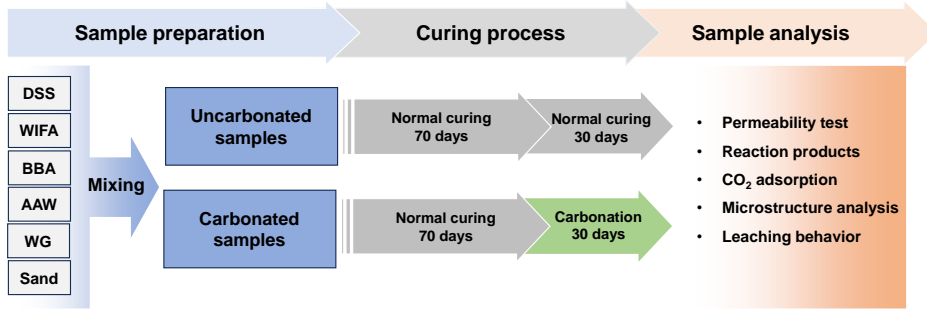 Sample preparation
Curing process
Sample analysis
DSS
WIFA
BBA
AAW
WG
Sand
Mixing
Uncarbonated
samples
Normal curing
70 days
Normal curing
30 days
Carbonated
samples
Normal curing
70 days
Carbonation
30 days
• Permeability test
• Reaction products
• CO₂ adsorption
• Microstructure analysis
• Leaching behavior